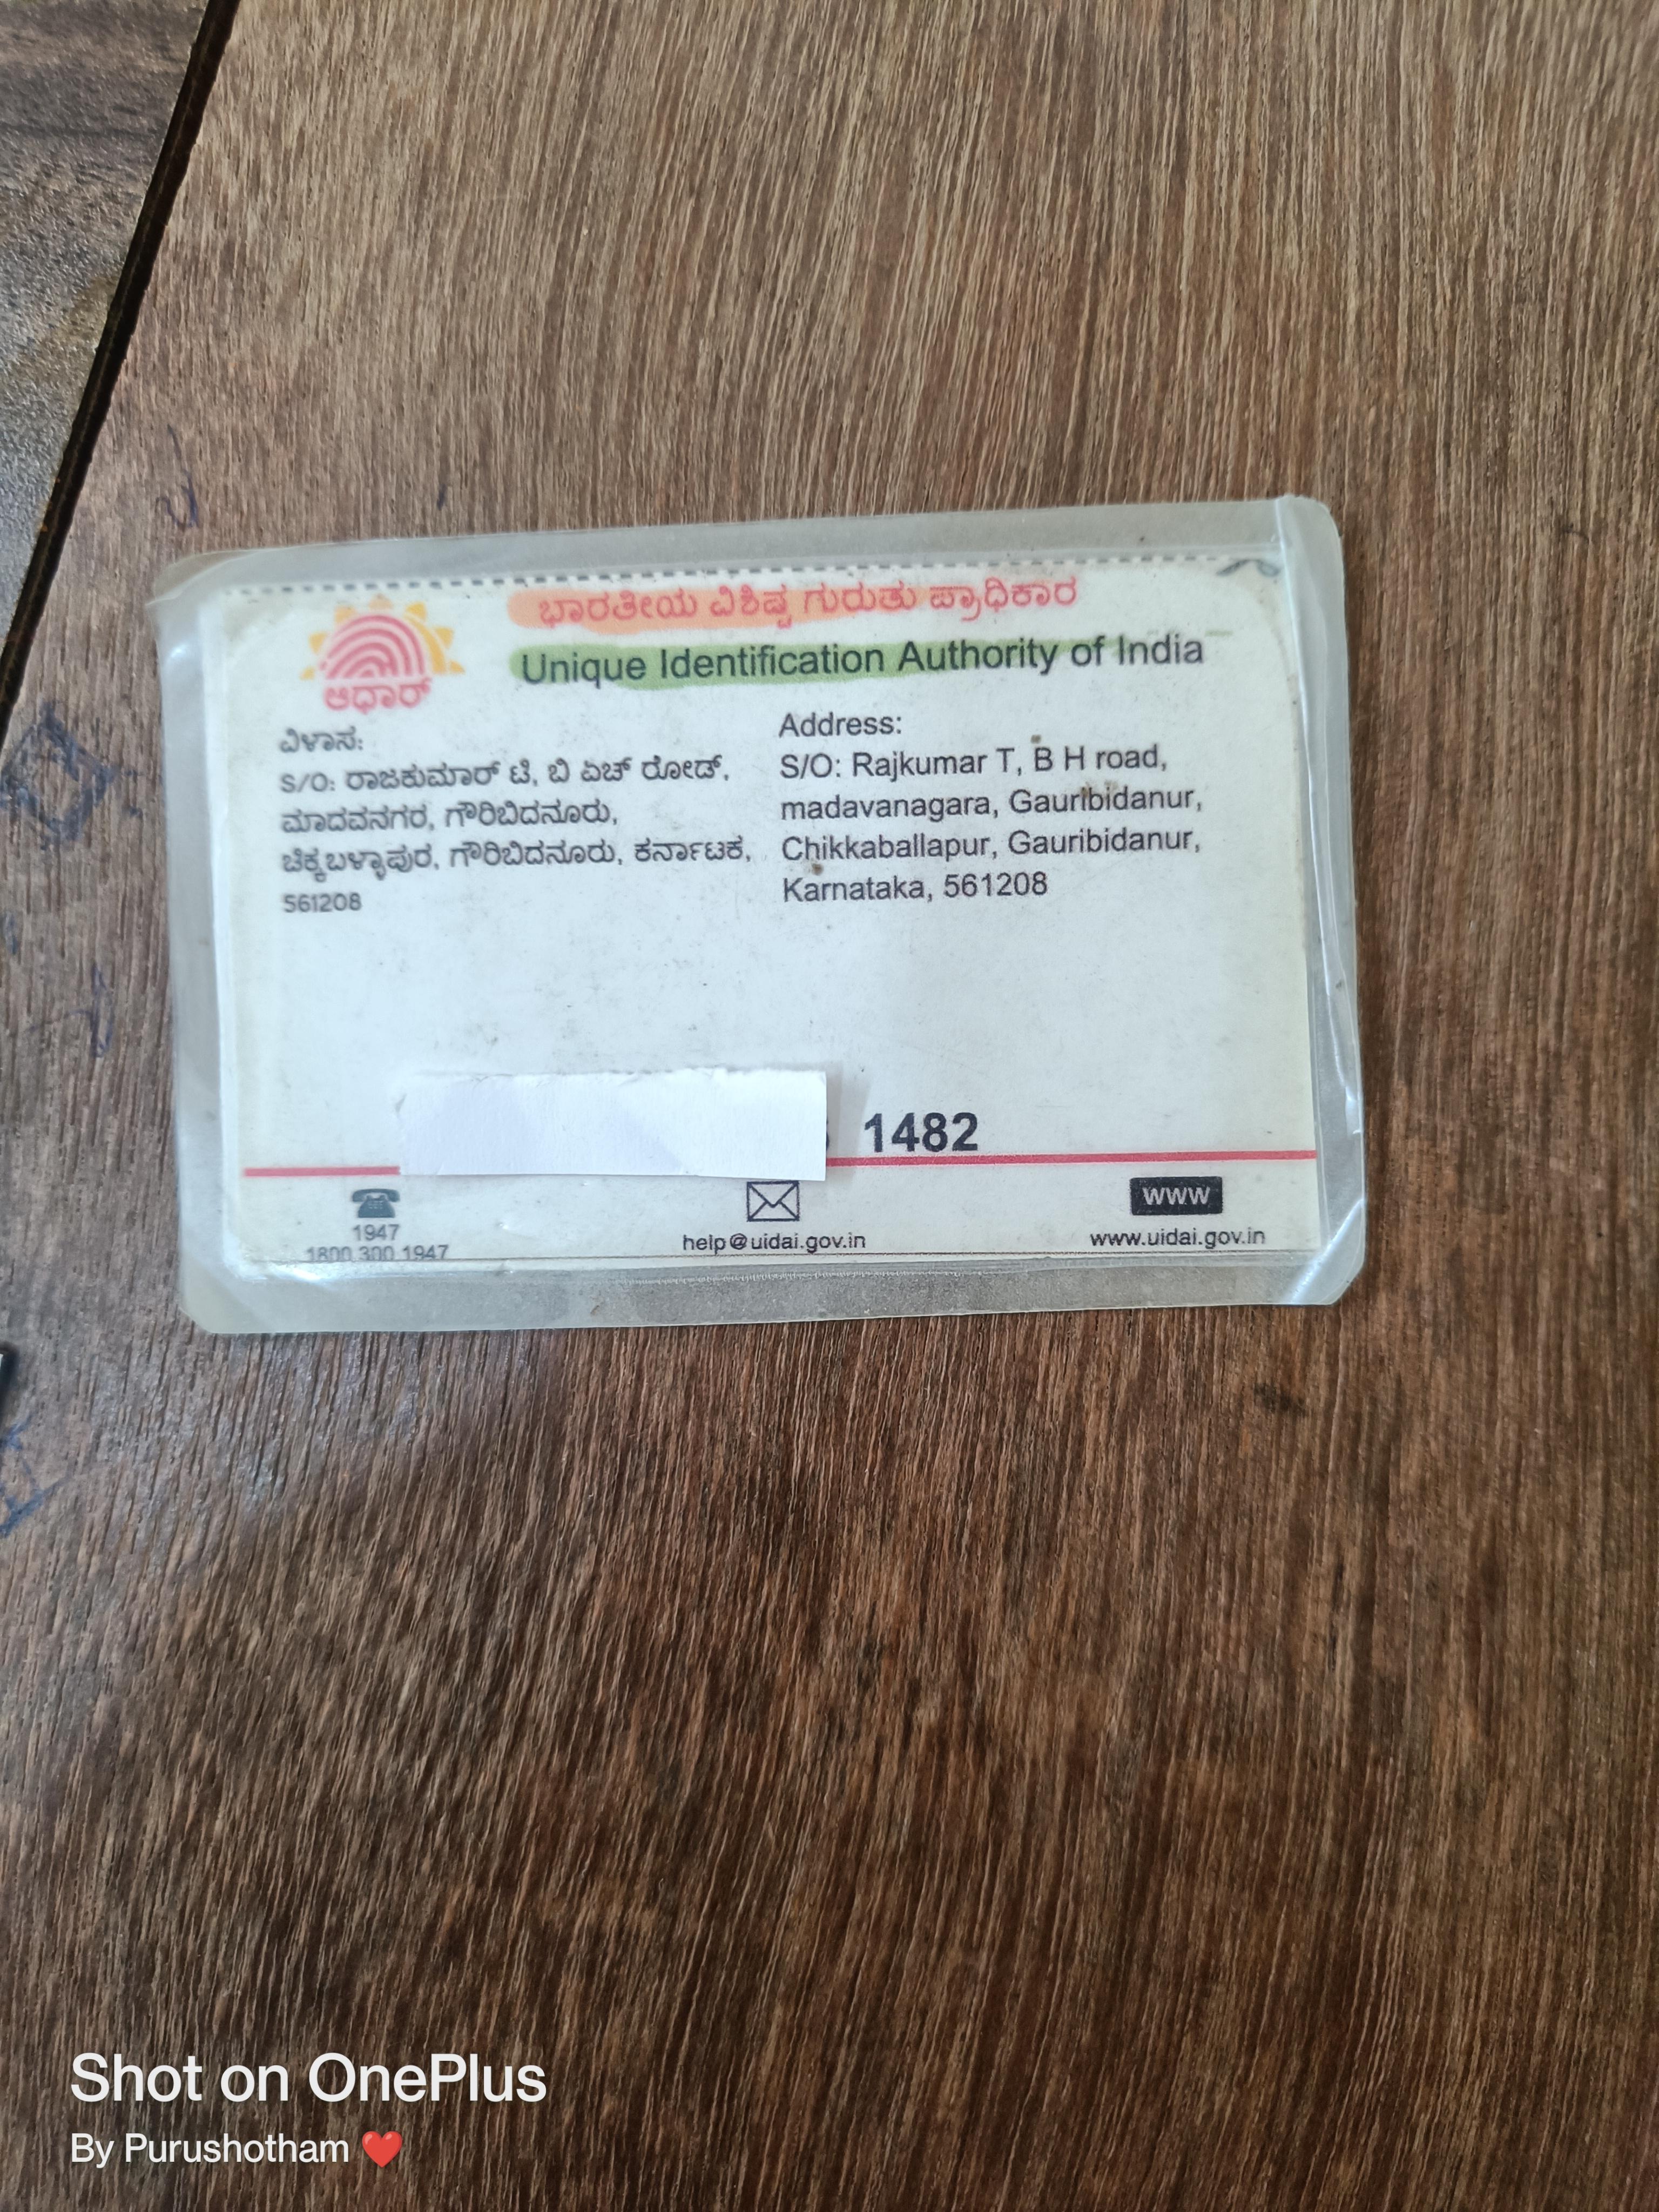 ಭಾರತೀಯ ವಿಶಿಷ್ಟ ಗುರುತು ಪ್ರಾಧಿಕಾರ
Unique Identification Authority of India
ಆಧಾರ್
ವಿಳಾಸ:
S/O: ರಾಜಕುಮಾರ್ ಟಿ, ಬಿ ಏಚ್ ರೋಡ್,
ಮಾದವನಗರ, ಗೌರಿಬಿದನೂರು,
ಚಿಕ್ಕಬಳ್ಳಾಪುರ, ಗೌರಿಬಿದನೂರು, ಕರ್ನಾಟಕ,
561208
Address:
S/O: Rajkumar T, B H road,
madavanagara, Gauribidanur,
Chikkaballapur, Gauribidanur,
Karnataka, 561208
1482
1947
1800 300 1947
help@uidai.gov.in
www
www.uidai.gov.in
Shot on OnePlus
By Purushotham ❤️